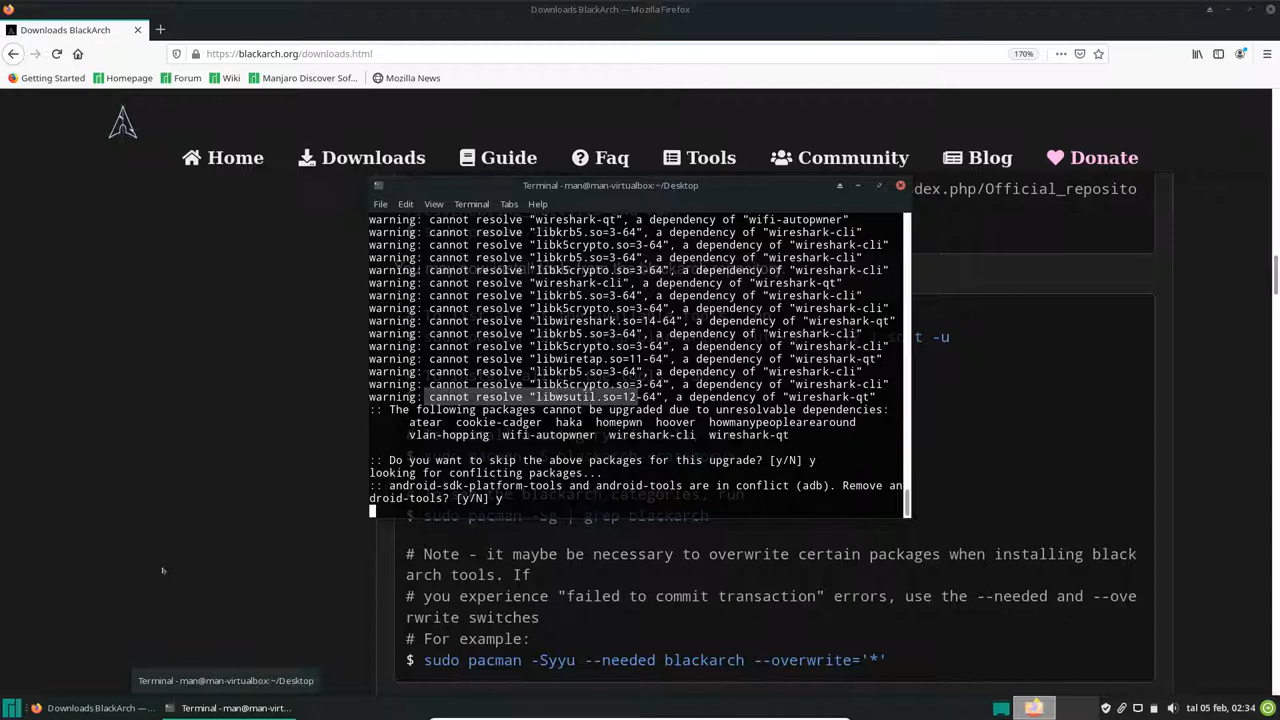 Downloads BlackArch — Mozilla Firefox
Downloads BlackArch
https://blackarch.org/downloads.html
170%
Getting Started
Homepage
Forum
Wiki
Manjaro Discover Sof...
Mozilla News
Home
Downloads
Guide
Faq
Tools
Community
Blog
Donate
ndex.php/Official_reposito
Terminal - man@man-virtualbox:~/Desktop
File Edit View Terminal Tabs Help
warning: cannot resolve "wireshark-qt", a dependency of "wifi-autopwner"
warning: cannot resolve "libkrb5.so=3-64", a dependency of "wireshark-cli"
warning: cannot resolve "libk5crypto.so=3-64", a dependency of "wireshark-cli"
warning: cannot resolve "libkrb5.so=3-64", a dependency of "wireshark-cli"
warning: cannot resolve "libk5crypto.so=3-64", a dependency of "wireshark-cli"
warning: cannot resolve "wireshark-cli", a dependency of "wireshark-qt"
warning: cannot resolve "libkrb5.so=3-64", a dependency of "wireshark-cli"
warning: cannot resolve "libk5crypto.so=3-64", a dependency of "wireshark-cli"
warning: cannot resolve "libwireshark.so=14-64", a dependency of "wireshark-qt"
warning: cannot resolve "libkrb5.so=3-64", a dependency of "wireshark-cli"
warning: cannot resolve "libk5crypto.so=3-64", a dependency of "wireshark-cli"
warning: cannot resolve "libwiretap.so=11-64", a dependency of "wireshark-qt"
warning: cannot resolve "libkrb5.so=3-64", a dependency of "wireshark-cli"
warning: cannot resolve "libk5crypto.so=3-64", a dependency of "wireshark-cli"
warning: cannot resolve "libwsutil.so=12-64", a dependency of "wireshark-qt"
:: The following packages cannot be upgraded due to unresolvable dependencies:
atear cookie-cadger haka homepwn hoover howmanypeoplearearound
vlan-hopping wifi-autopwner wireshark-cli wireshark-qt
:: Do you want to skip the above packages for this upgrade? [y/N] y
looking for conflicting packages...
:: android-sdk-platform-tools and android-tools are in conflict (adb). Remove an
droid-tools? [y/N] y
rt -u
the blackarch categories, run
$ sudo pacman -Sg | grep blackarch
# Note - it maybe be necessary to overwrite certain packages when installing black
arch tools. If
# you experience "failed to commit transaction" errors, use the --needed and --ove
rwrite switches
# For example:
$ sudo pacman -Syyu --needed blackarch --overwrite='*'
Terminal - man@man-virtualbox:~/Desktop
Downloads BlackArch —...
Terminal - man@man-virt...
tal 05 feb, 02:34